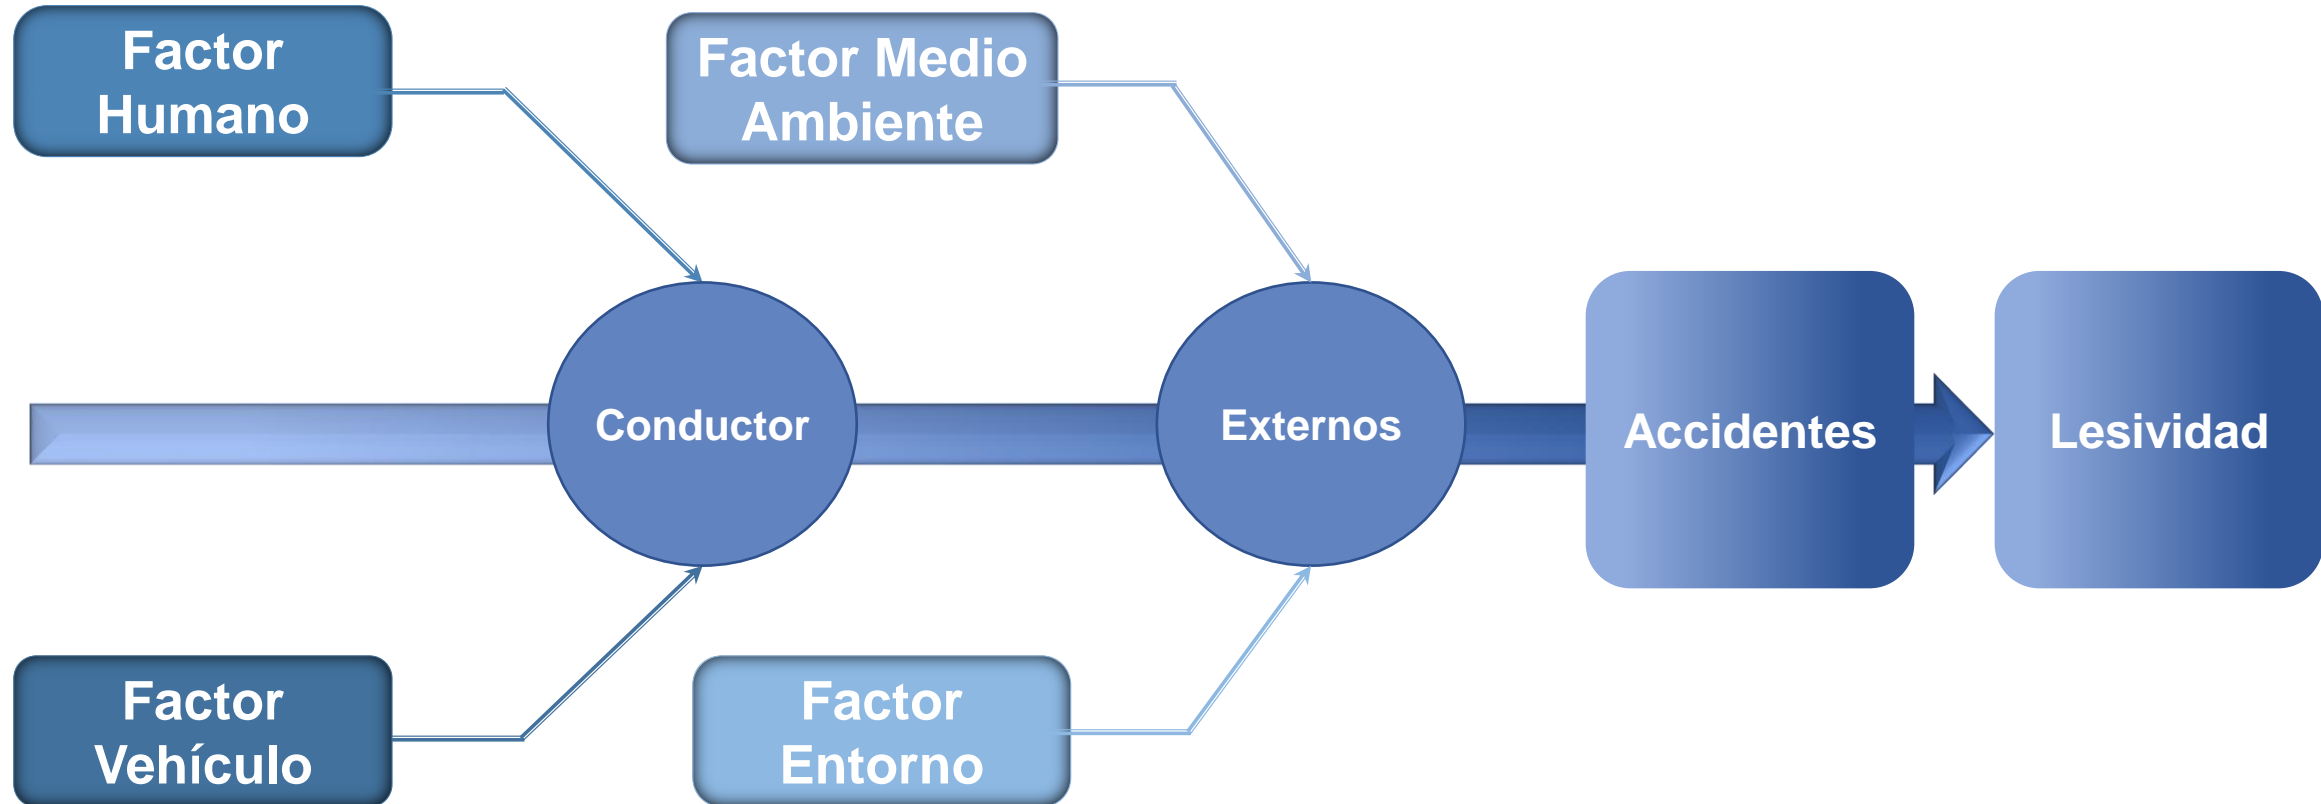 Factor
Humano
Factor Medio
Ambiente
Conductor
Externos
Accidentes
Lesividad
Factor
Vehículo
Factor
Entorno